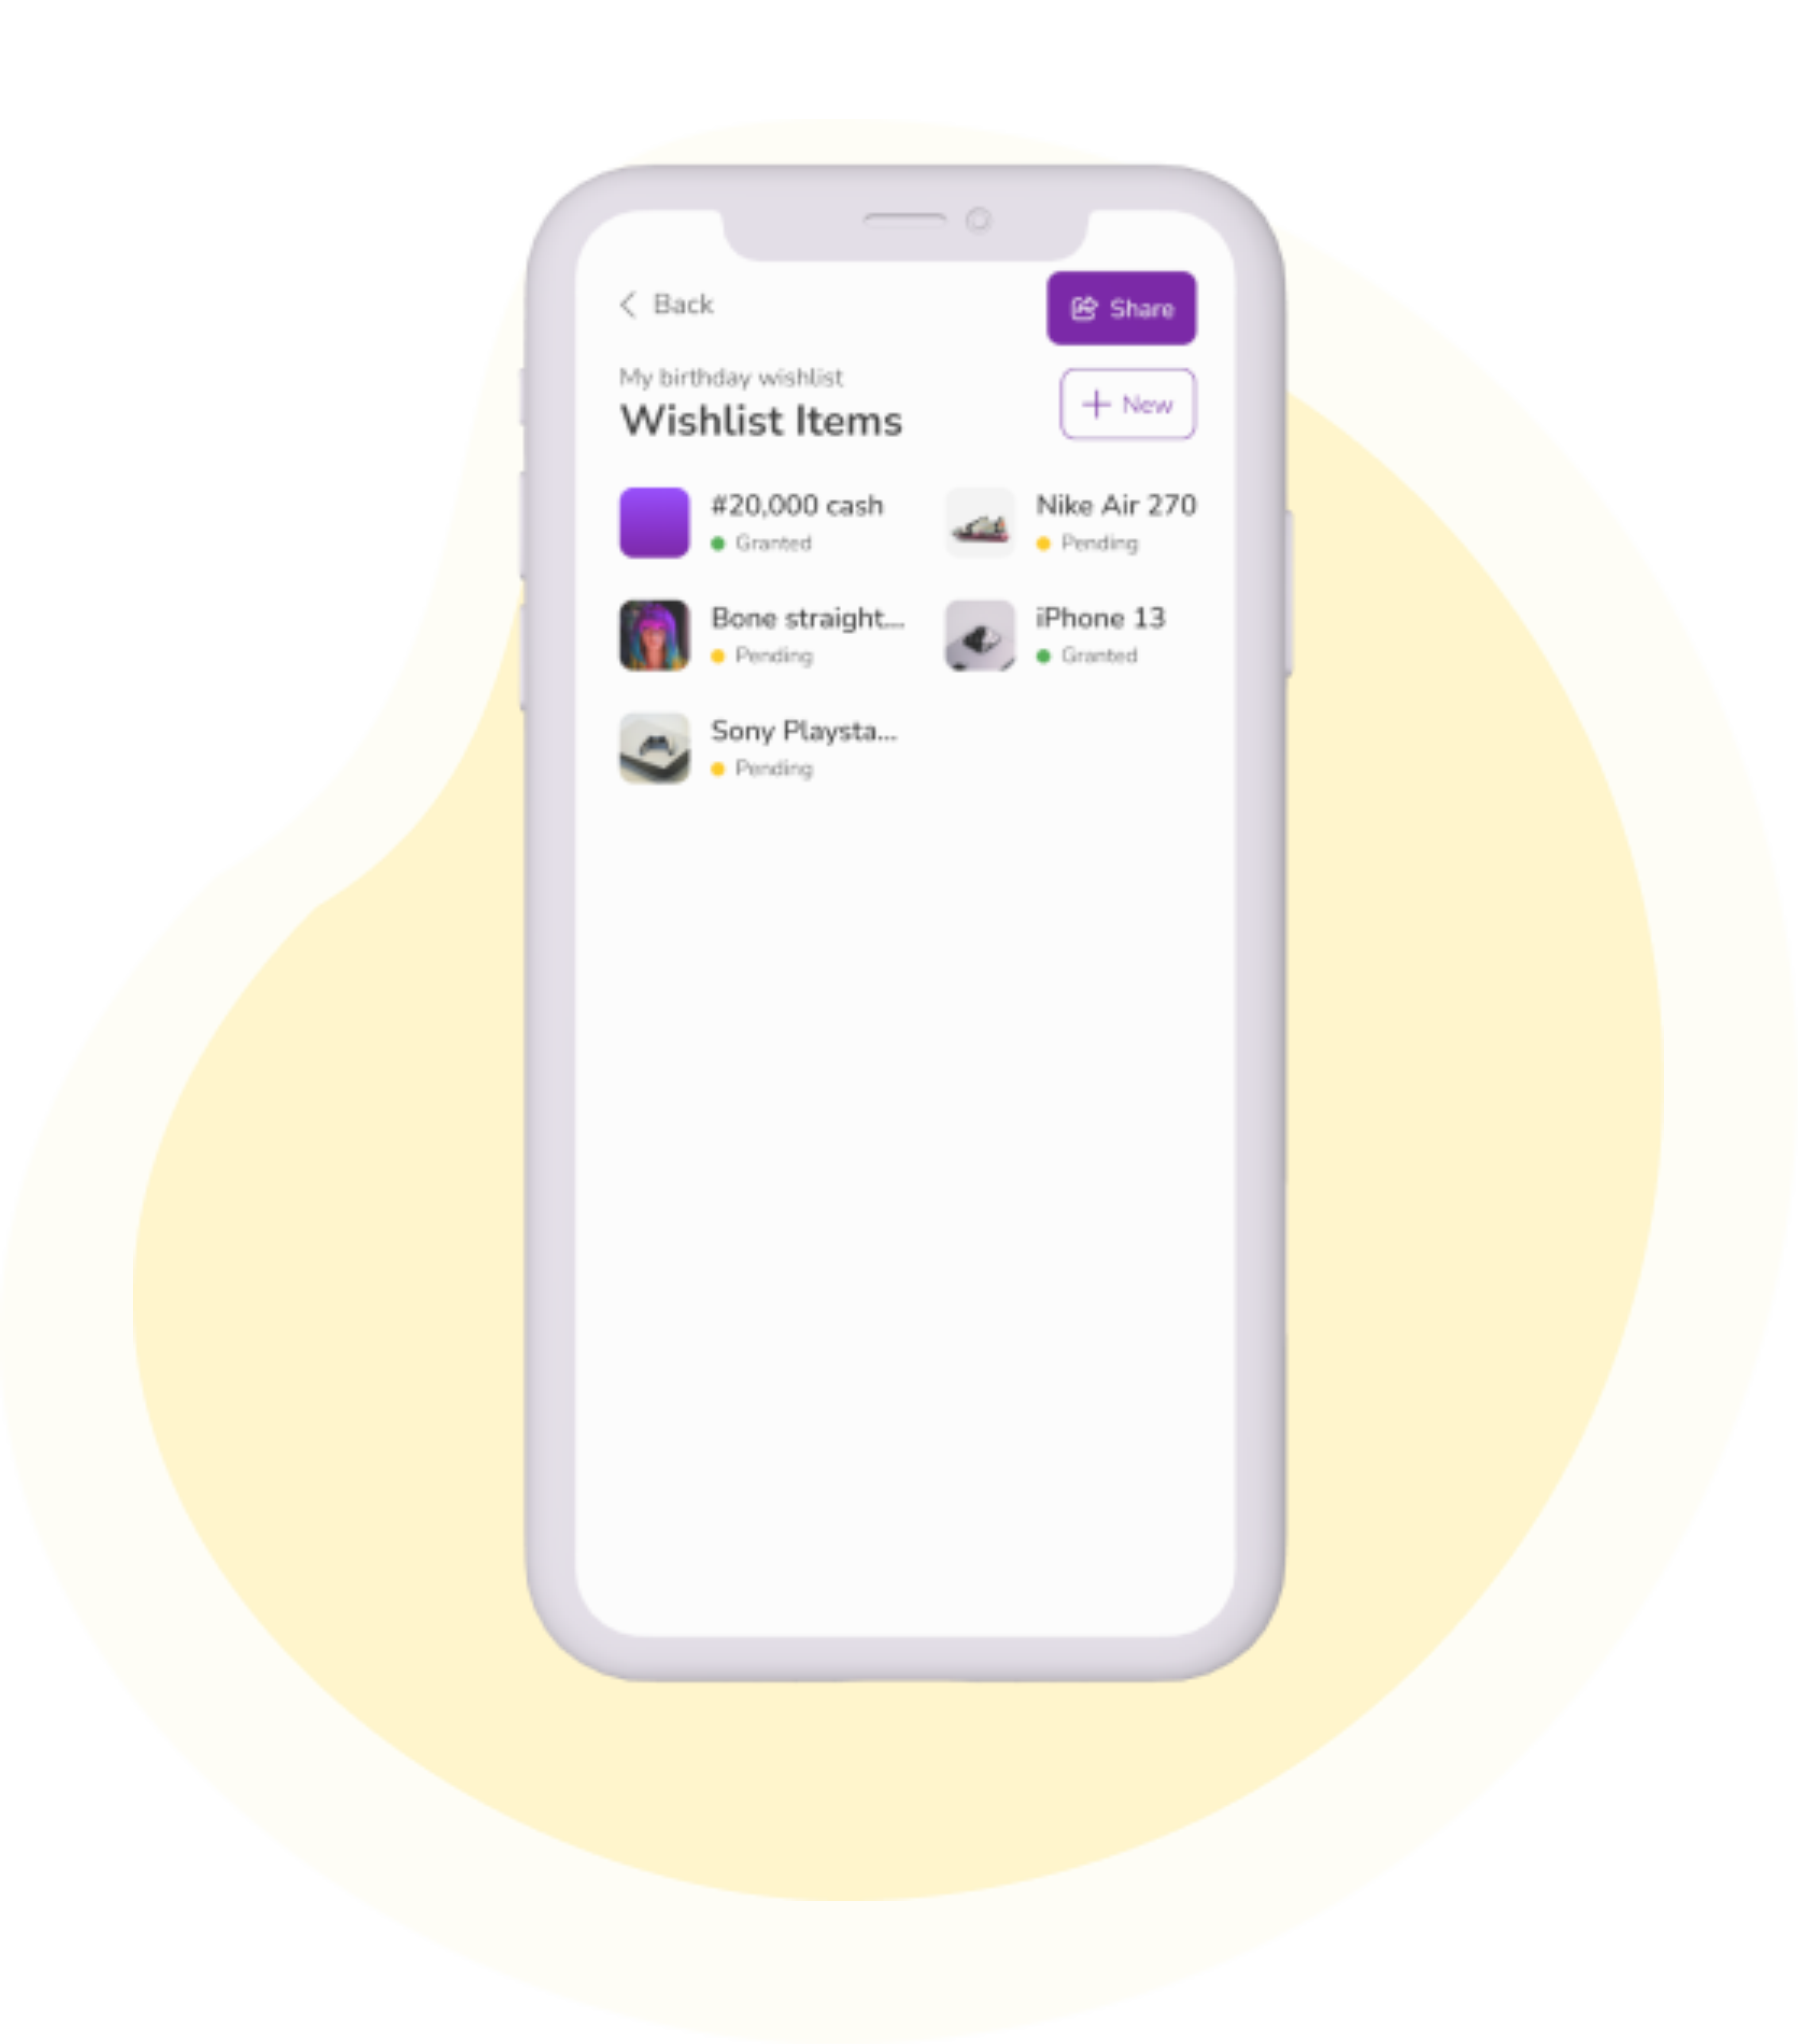 Back
Share
My birthday wishlist
Wishlist Items
New
#20,000 cash
Granted
Nike Air 270
Pending
Bone straight...
Pending
iPhone 13
Granted
Sony Playsta...
Pending